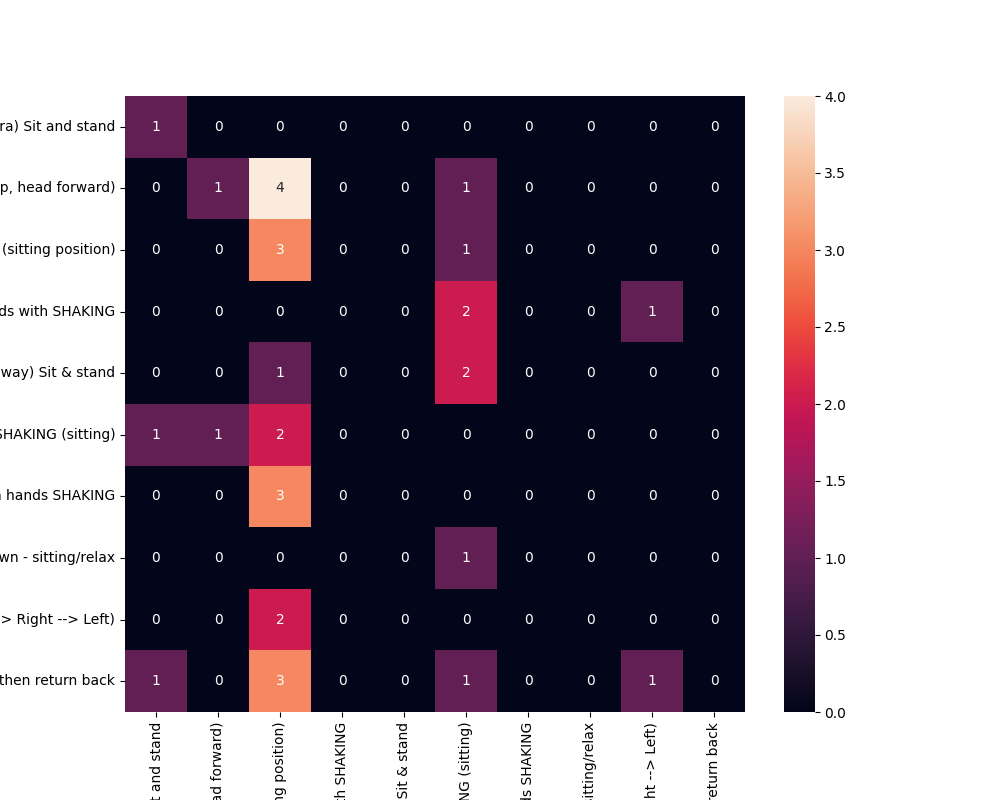 ra) Sit and stand
1 0 0 0 0 0 0 0 0 0
p, head forward)
0 1 4 0 0 1 0 0 0 0
(sitting position)
0 0 3 0 0 1 0 0 0 0
ds with SHAKING
0 0 0 0 0 2 0 0 1 0
way) Sit & stand
0 0 1 0 0 2 0 0 0 0
SHAKING (sitting)
1 1 2 0 0 0 0 0 0 0
hands SHAKING
0 0 3 0 0 0 0 0 0 0
wn - sitting/relax
0 0 0 0 0 1 0 0 0 0
> Right --> Left)
0 0 2 0 0 0 0 0 0 0
then return back
1 0 3 0 0 1 0 0 1 0
t and stand
ad forward)
ng position)
th SHAKING
Sit & stand
NG (sitting)
ds SHAKING
sitting/relax
ht --> Left)
return back
4.0
3.5
3.0
2.5
2.0
1.5
1.0
0.5
0.0